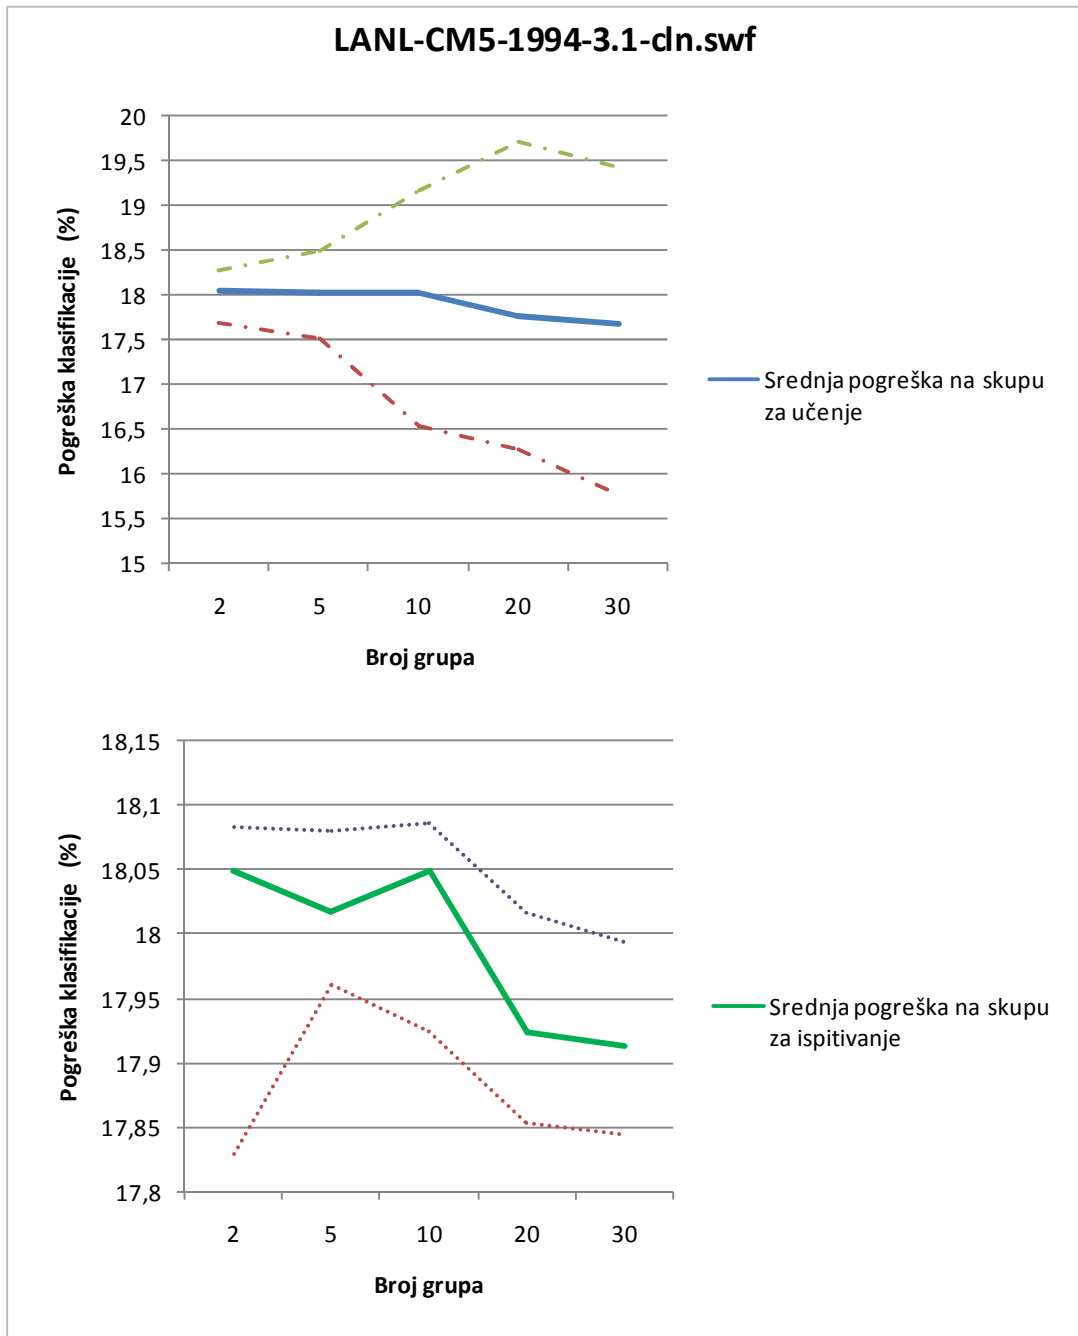 LANL-CM5-1994-3.1-cln.swf
20
19,5
19
18,5
18
17,5
17
16,5
16
15,5
15
Pogreška klasifikacije (%)
2 5 10 20 30
Broj grupa
Srednja pogreška na skupu
za učenje
18,15
18,1
18,05
18
17,95
17,9
17,85
17,8
Pogreška klasifikacije (%)
2 5 10 20 30
Broj grupa
Srednja pogreška na skupu
za ispitivanje